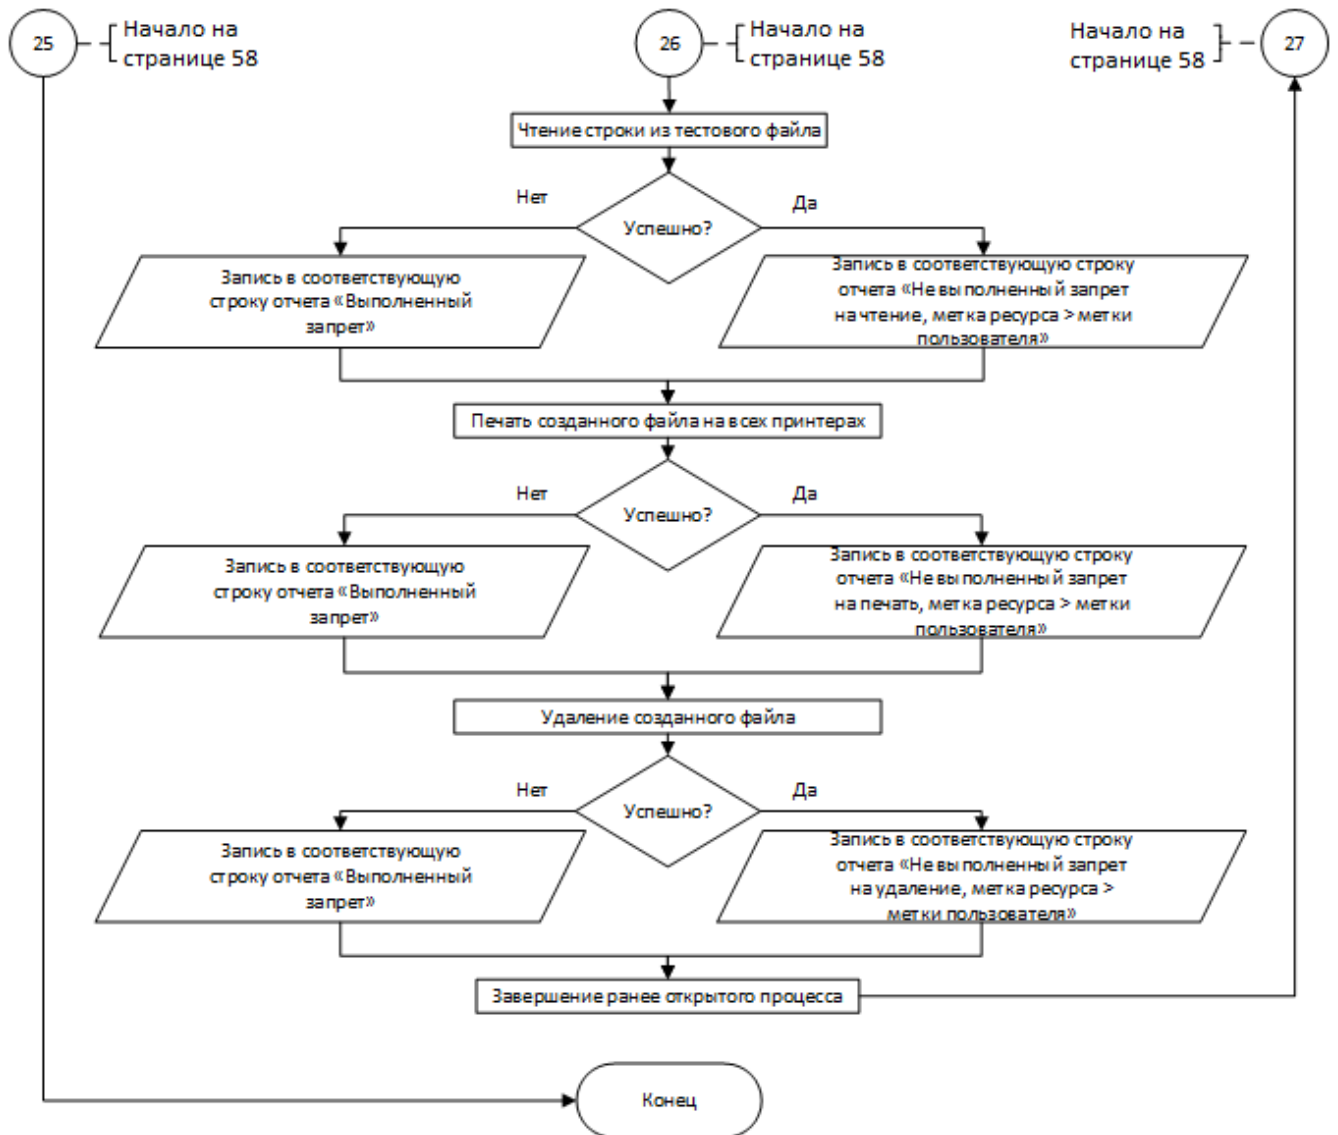 25
Начало на
странице 58
26
Начало на
странице 58
Начало на
странице 58
27
Чтение строки из тестового файла
Успешно?
Нет
Да
Запись в соответствующую
строку отчета «Выполненный
запрет»
Запись в соответствующую строку
отчета «Не выполненный запрет
на чтение, метка ресурса > метки
пользователя»
Печать созданного файла на всех принтерах
Успешно?
Нет
Да
Запись в соответствующую
строку отчета «Выполненный
запрет»
Запись в соответствующую строку
отчета «Не выполненный запрет
на печать, метка ресурса > метки
пользователя»
Удаление созданного файла
Успешно?
Нет
Да
Запись в соответствующую
строку отчета «Выполненный
запрет»
Запись в соответствующую строку
отчета «Не выполненный запрет
на удаление, метка ресурса >
метки пользователя»
Завершение ранее открытого процесса
Конец